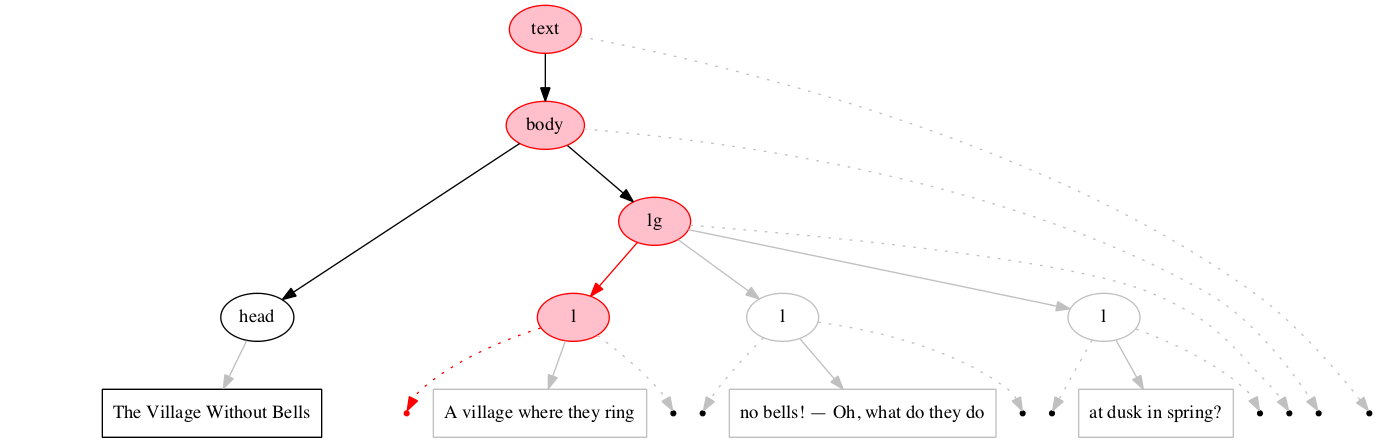 text
body
lg
head
l
l
l
The Village Without Bells
A village where they ring
no bells! — Oh, what do they do
at dusk in spring?